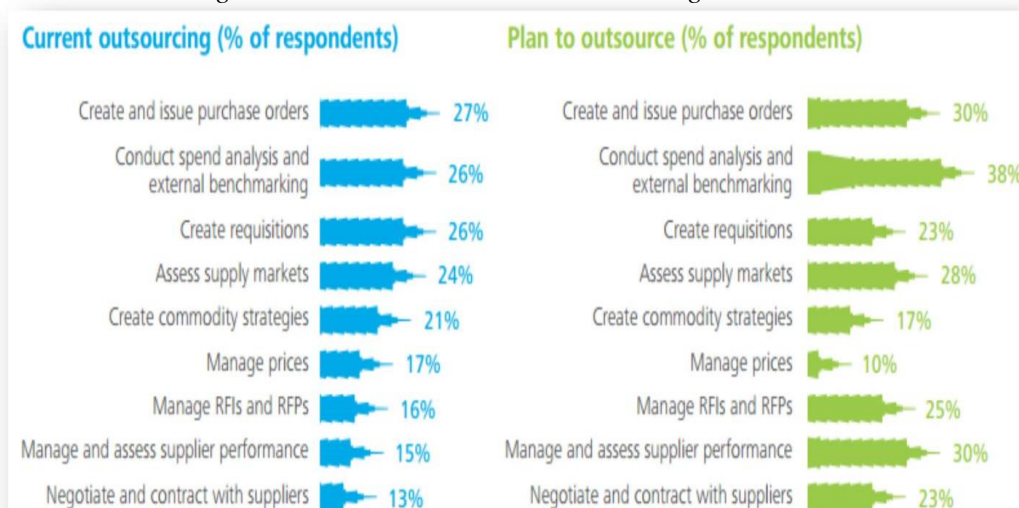 Current outsourcing (% of respondents)
Create and issue purchase orders 27%
Conduct spend analysis and
external benchmarking 26%
Create requisitions 26%
Assess supply markets 24%
Create commodity strategies 21%
Manage prices 17%
Manage RFIs and RFPs 16%
Manage and assess supplier performance 15%
Negotiate and contract with suppliers 13%
Plan to outsource (% of respondents)
Create and issue purchase orders 30%
Conduct spend analysis and
external benchmarking 38%
Create requisitions 23%
Assess supply markets 28%
Create commodity strategies 17%
Manage prices 10%
Manage RFIs and RFPs 25%
Manage and assess supplier performance 30%
Negotiate and contract with suppliers 23%